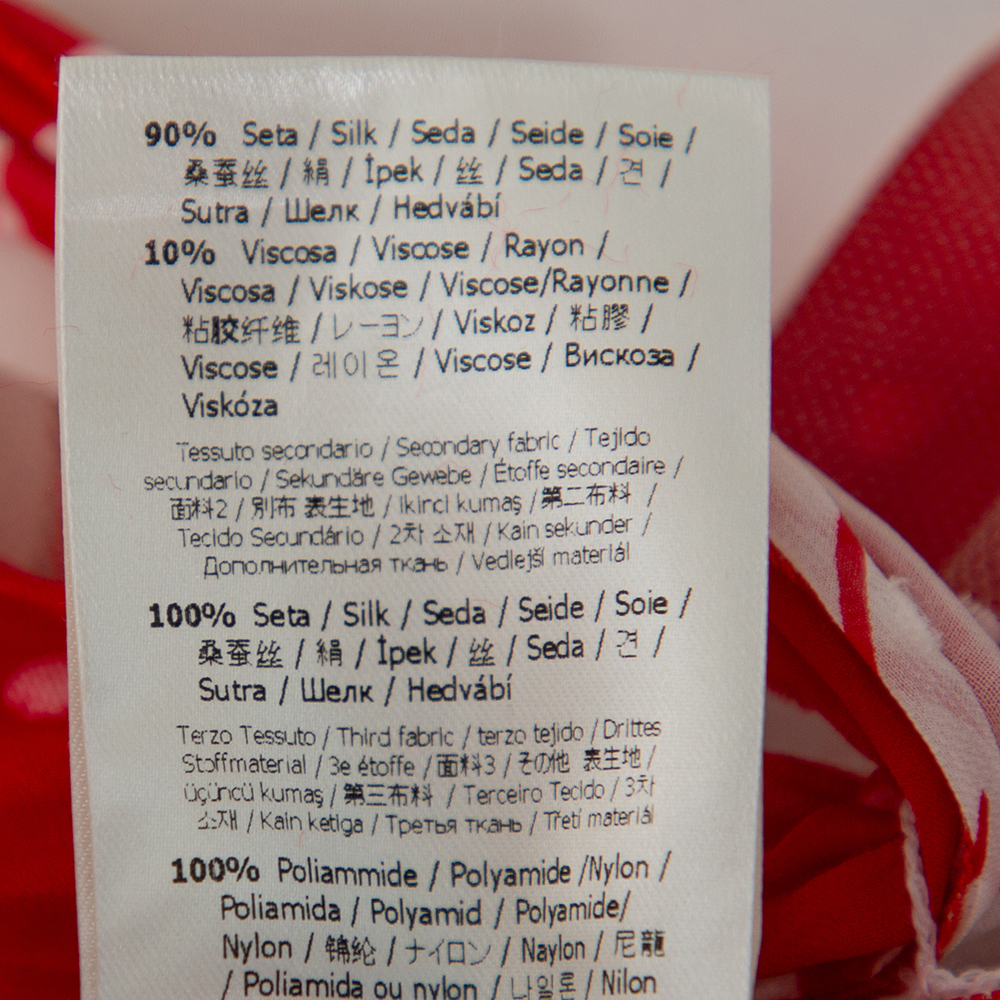 90% Seta / Silk / Seda / Seide / Soie /
桑蚕丝 / 絹 / İpek / 丝 / Seda / 견 /
Sutra / Шелк / Hedvábí
10% Viscosa / Viscose / Rayon /
Viscosa / Viskose / Viscose/Rayonne /
粘胶纤维 / レーヨン / Viskoz / 粘膠 /
Viscose / 레이온 / Viscose / Вискоза /
Viskóza
Tessuto secondario / Secondary fabric / Tejido
secundario / Sekundäre Gewebe / Étoffe secondaire /
面料2 / 別布 表生地 / Ikinci kumaş / 第二布料 /
Tecido Secundário / 2차 소재 / Kain sekunder /
Дополнительная ткань / Vedlejší materiál
100% Seta / Silk / Seda / Seide / Soie /
桑蚕丝 / 絹 / İpek / 丝 / Seda / 견 /
Sutra / Шелк / Hedvábí
Terzo Tessuto / Third fabric / terzo tejido / Drittes
Stoffmaterial / 3e étoffe / 面料3 / その他 表生地 /
üçüncü kumaş / 第三布料 / Terceiro Tecido / 3차
소재 / Kain ketiga / Третья ткань / Třetí materiál
100% Poliammide / Polyamide /Nylon /
Poliamida / Polyamid / Polyamide/
Nylon / 锦纶 / ナイロン / Naylon / 尼龍
/ Poliamida ou nylon / 나일론 / Nilon